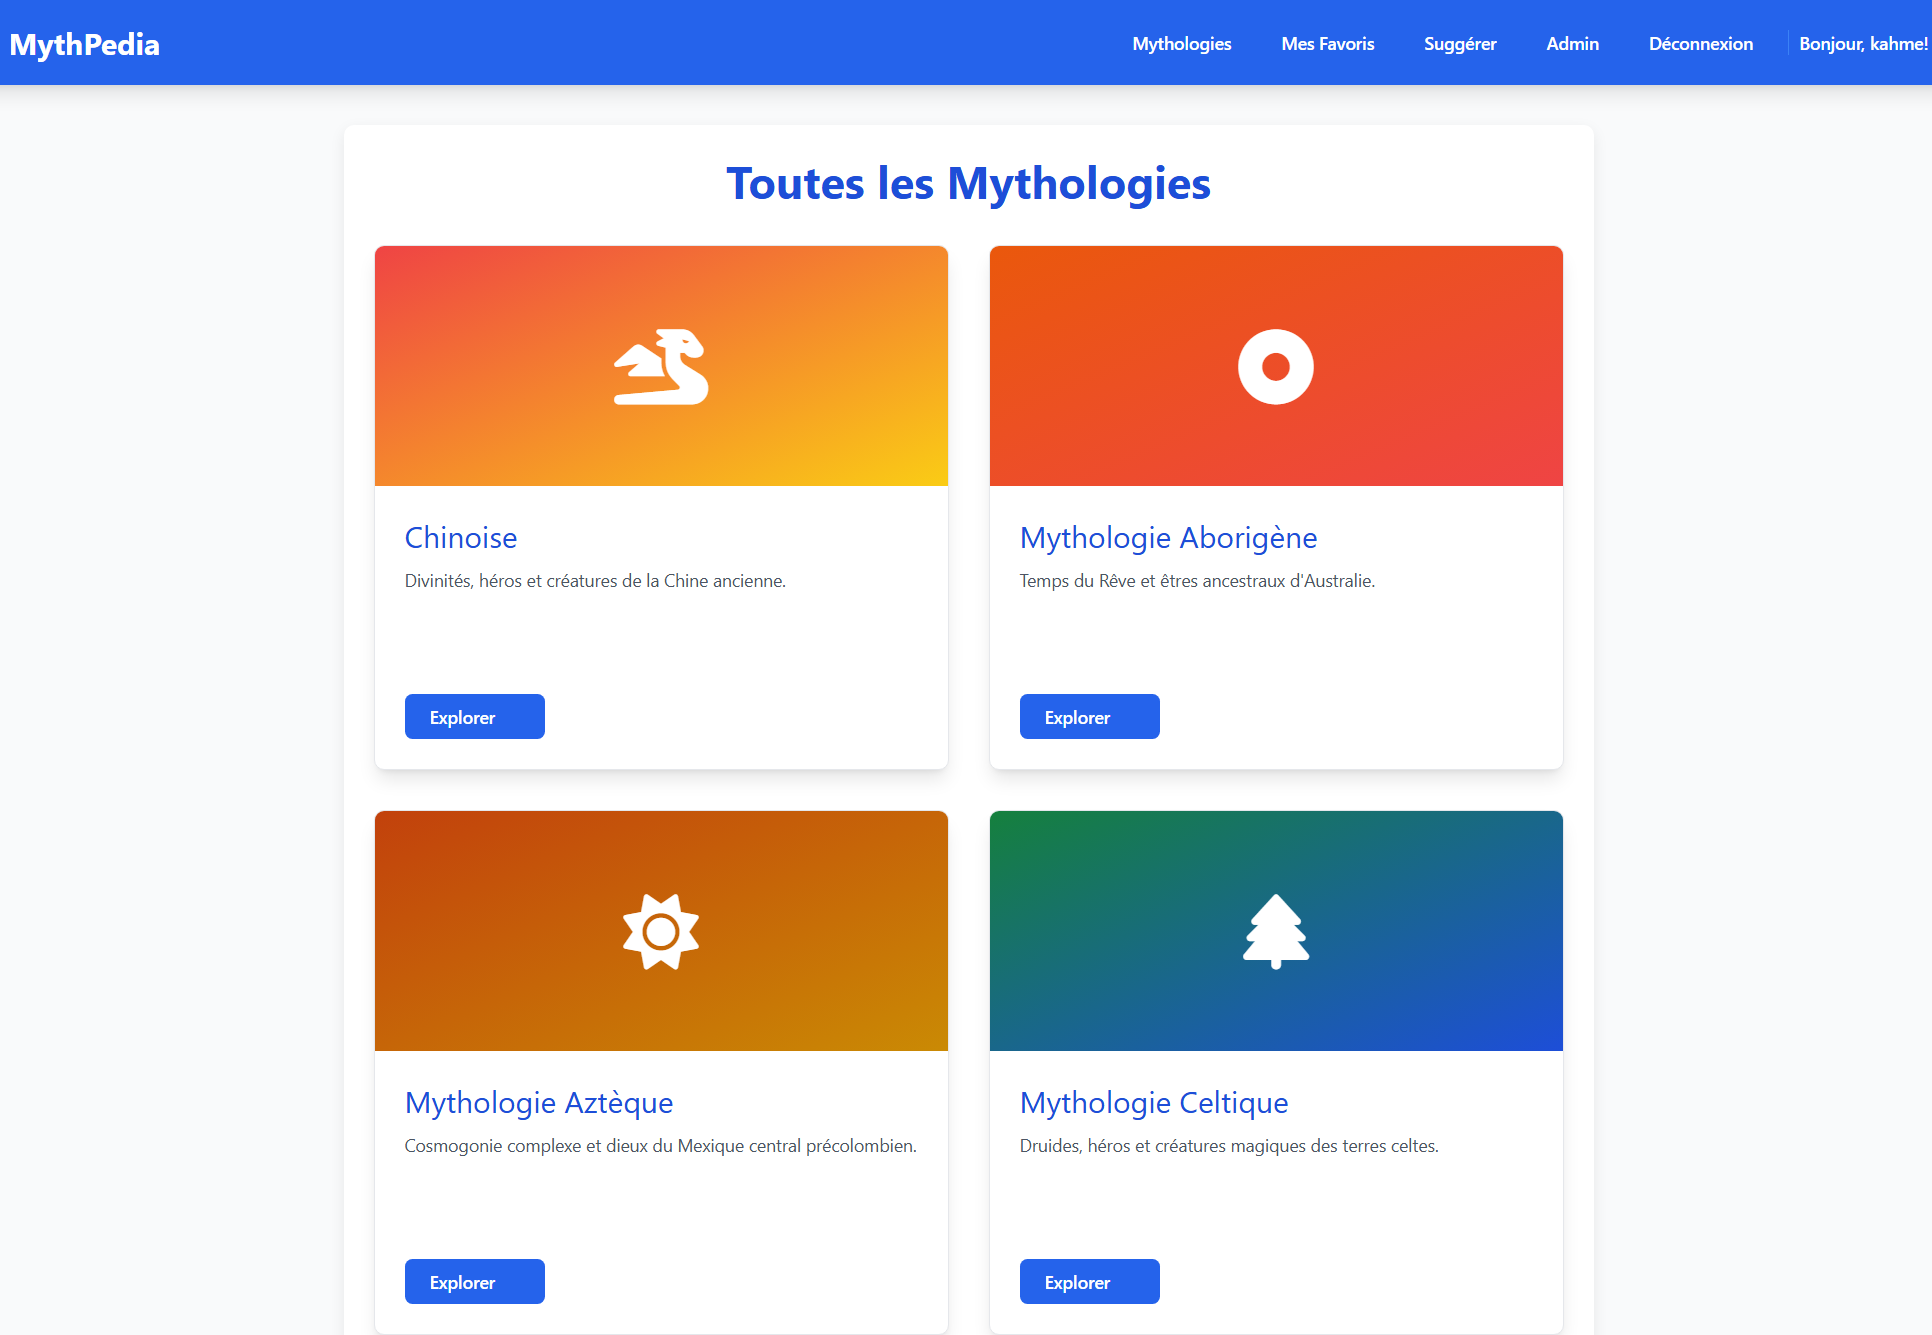 MythPedia
Mythologies
Mes Favoris
Suggérer
Admin
Déconnexion
Bonjour, kahme!
Toutes les Mythologies
Chinoise
Divinités, héros et créatures de la Chine ancienne.
Explorer
Mythologie Aborigène
Temps du Rêve et êtres ancestraux d'Australie.
Explorer
Mythologie Aztèque
Cosmogonie complexe et dieux du Mexique central précolombien.
Explorer
Mythologie Celtique
Druides, héros et créatures magiques des terres celtes.
Explorer